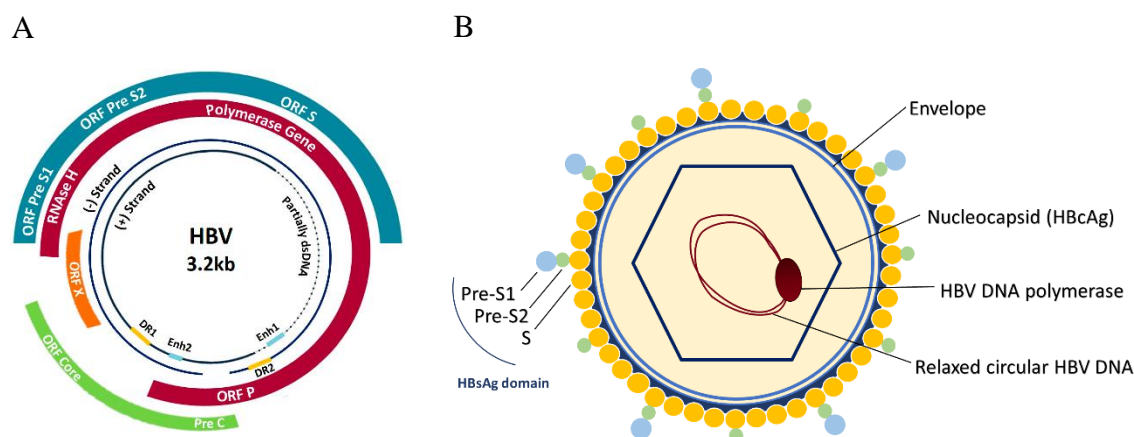 A
ORF Pre S1
ORF Pre S2
ORF S
RNAse H
Polymerase Gene
(-) Strand
(+) Strand
Partially dsDNA
HBV
3.2kb
ORF X
DR1
Enh2
Enh1
DR2
ORF Core
Pre C
ORF P
B
Envelope
Nucleocapsid (HBcAg)
HBV DNA polymerase
Relaxed circular HBV DNA
Pre-S1
Pre-S2
S
HBsAg domain